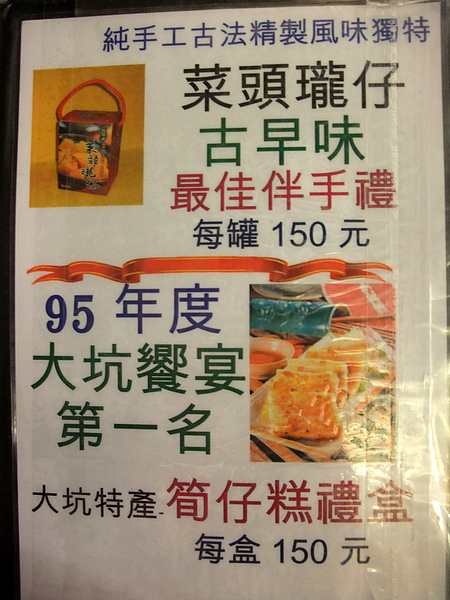 純手工古法精製風味獨特
菜頭瓏仔
古早味
最佳伴手禮
每罐 150 元
95 年度
大坑饗宴
第一名
大坑特產-筍仔糕禮盒
每盒 150 元